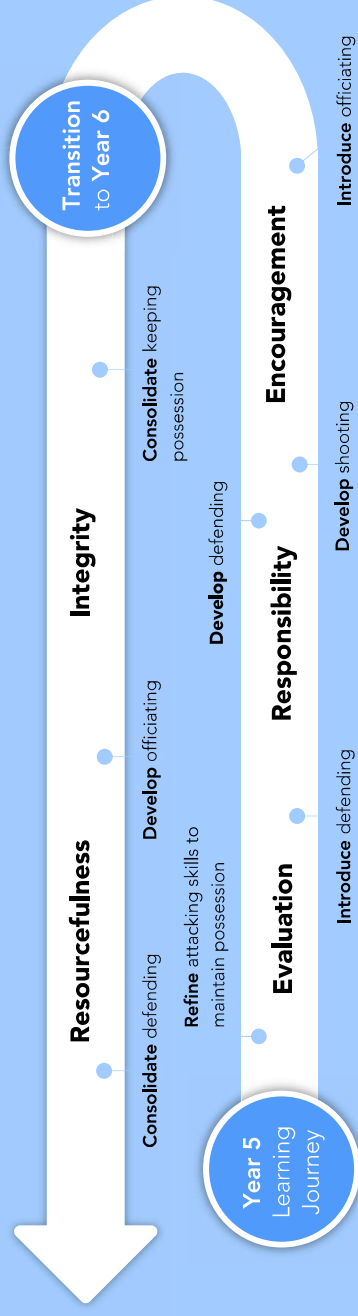 Resourcefulness
Integrity
Transition
to Year 6
Consolidate defending
Develop officiating
Consolidate keeping
possession
Refine attacking skills to
maintain possession
Develop defending
Year 5
Learning
Journey
Evaluation
Responsibility
Encouragement
Introduce defending
Develop shooting
Introduce officiating